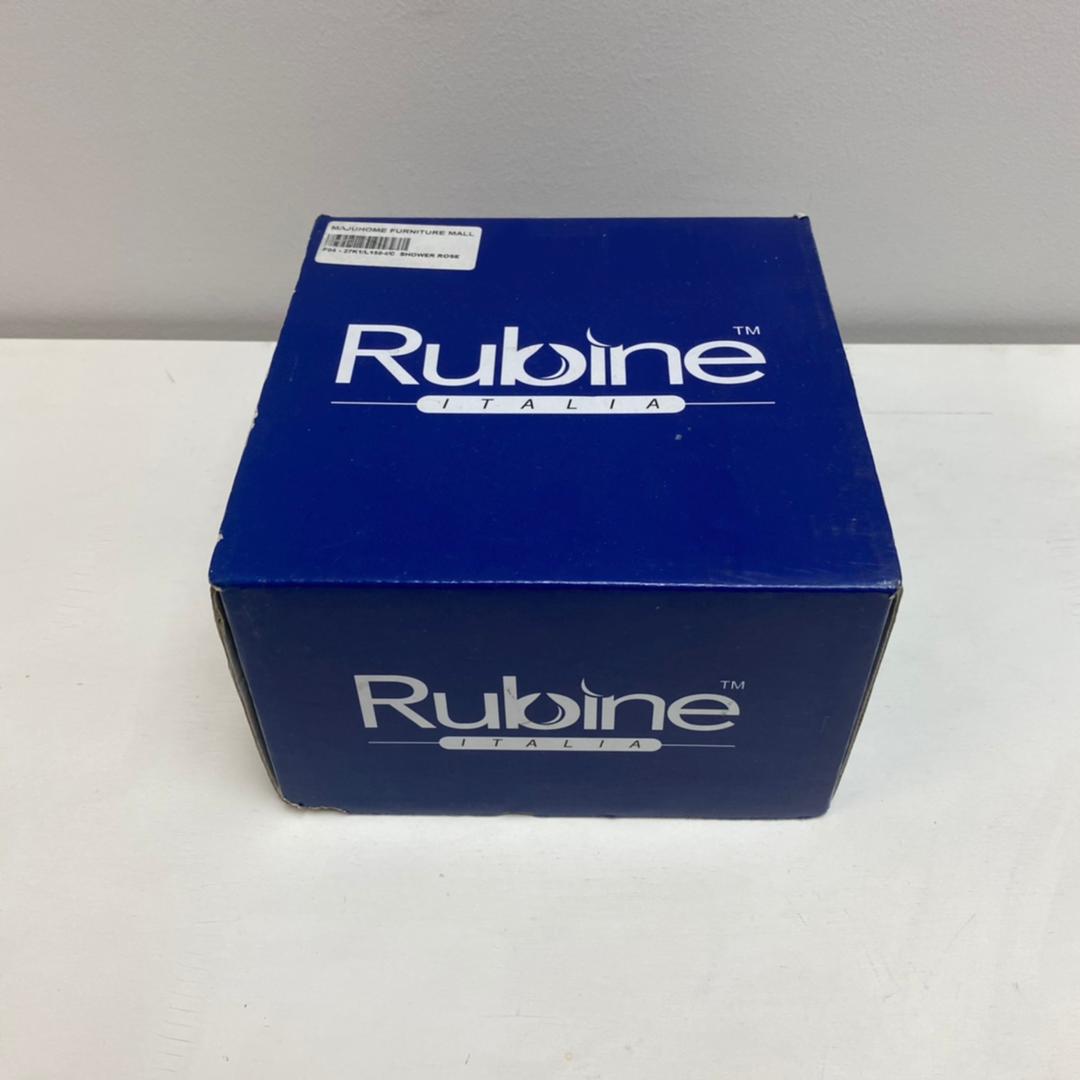 MAJUHOME FURNITURE MALL
SHOWER ROSE
Rubine™
ITALIA
Rubine™
ITALIA